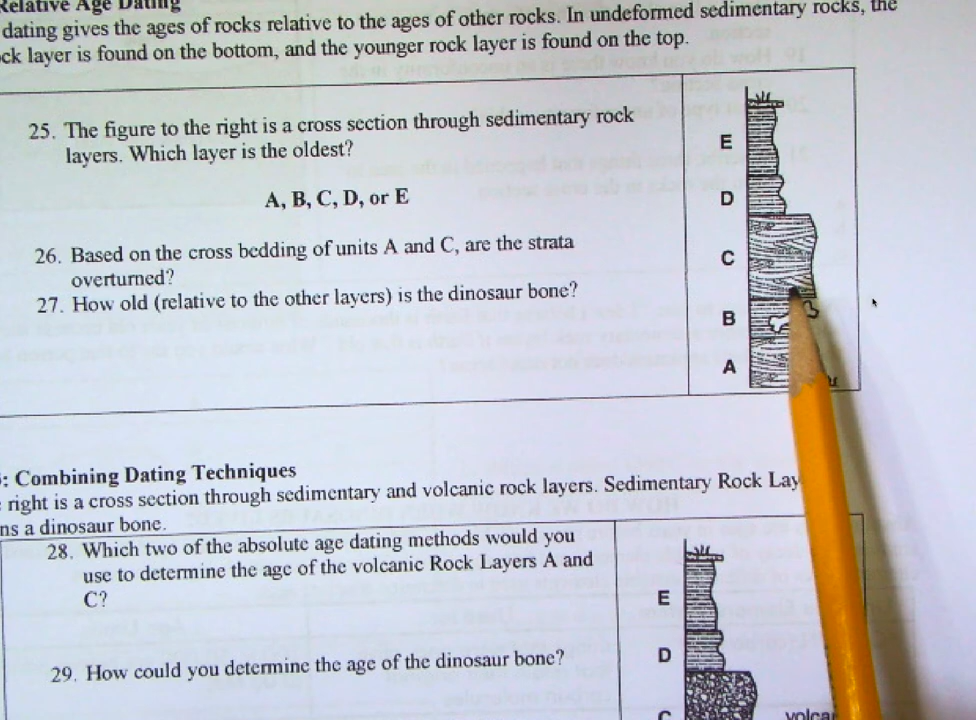 Relative Age Dating
dating gives the ages of rocks relative to the ages of other rocks. In undeformed sedimentary rocks, the
ck layer is found on the bottom, and the younger rock layer is found on the top.
25. The figure to the right is a cross section through sedimentary rock
layers. Which layer is the oldest?
A, B, C, D, or E
26. Based on the cross bedding of units A and C, are the strata
overturned?
27. How old (relative to the other layers) is the dinosaur bone?
E
D
C
B
A
: Combining Dating Techniques
right is a cross section through sedimentary and volcanic rock layers. Sedimentary Rock Lay
ns a dinosaur bone.
28. Which two of the absolute age dating methods would you
use to determine the age of the volcanic Rock Layers A and
C?
29. How could you determine the age of the dinosaur bone?
E
D
C
volca